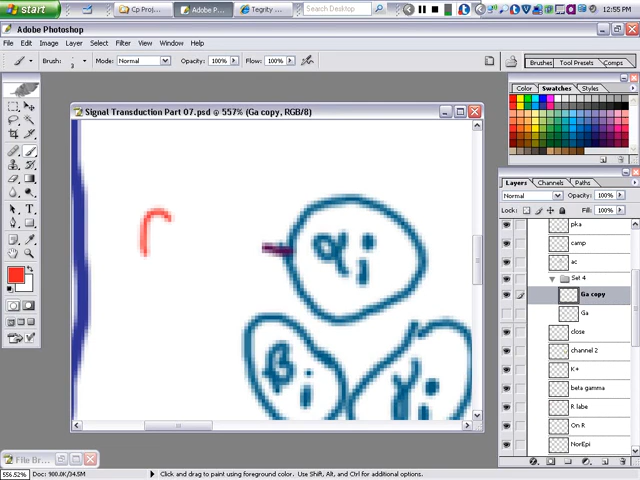 start
Cp Proj...
Adobe P...
Tegrity ...
Search Desktop
12:55 PM
Adobe Photoshop
File Edit Image Layer Select Filter View Window Help
Brush: 3 Mode: Normal Opacity: 100% Flow: 100%
Brushes Tool Presets Comps
Signal Transduction Part 07.psd @ 557% (Ga copy, RGB/8)
αi
βi
γi
Color Swatches Styles
Layers Channels Paths
Normal Opacity: 100%
Lock: Fill: 100%
pka
camp
ac
Set 4
Ga copy
Ga
close
channel 2
K+
beta gamma
R labe
On R
NorEpi
File Br...
556.52% Doc: 900.0K/34.5M Click and drag to paint using foreground color. Use Shift, Alt, and Ctrl for additional options.